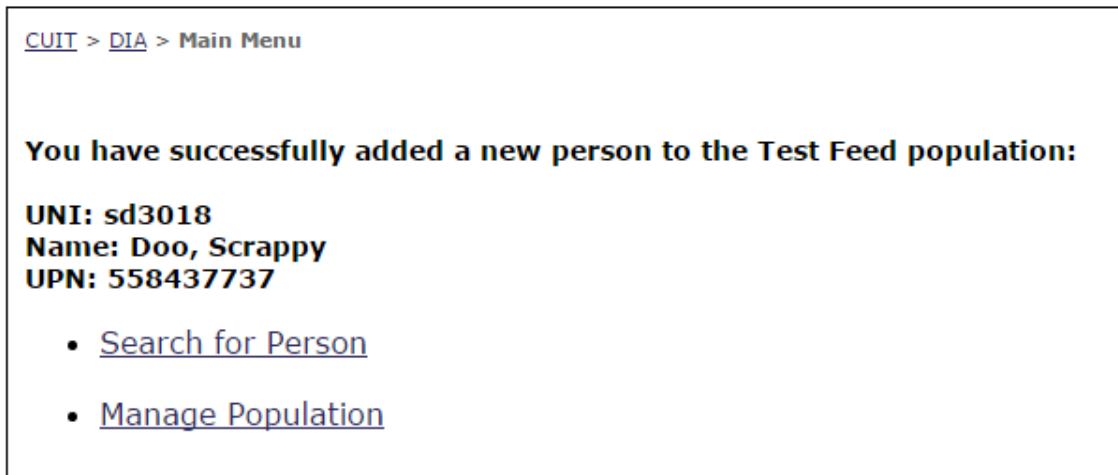 CUIT > DIA > Main Menu
You have successfully added a new person to the Test Feed population:
UNI: sd3018
Name: Doo, Scrappy
UPN: 558437737
• Search for Person
• Manage Population